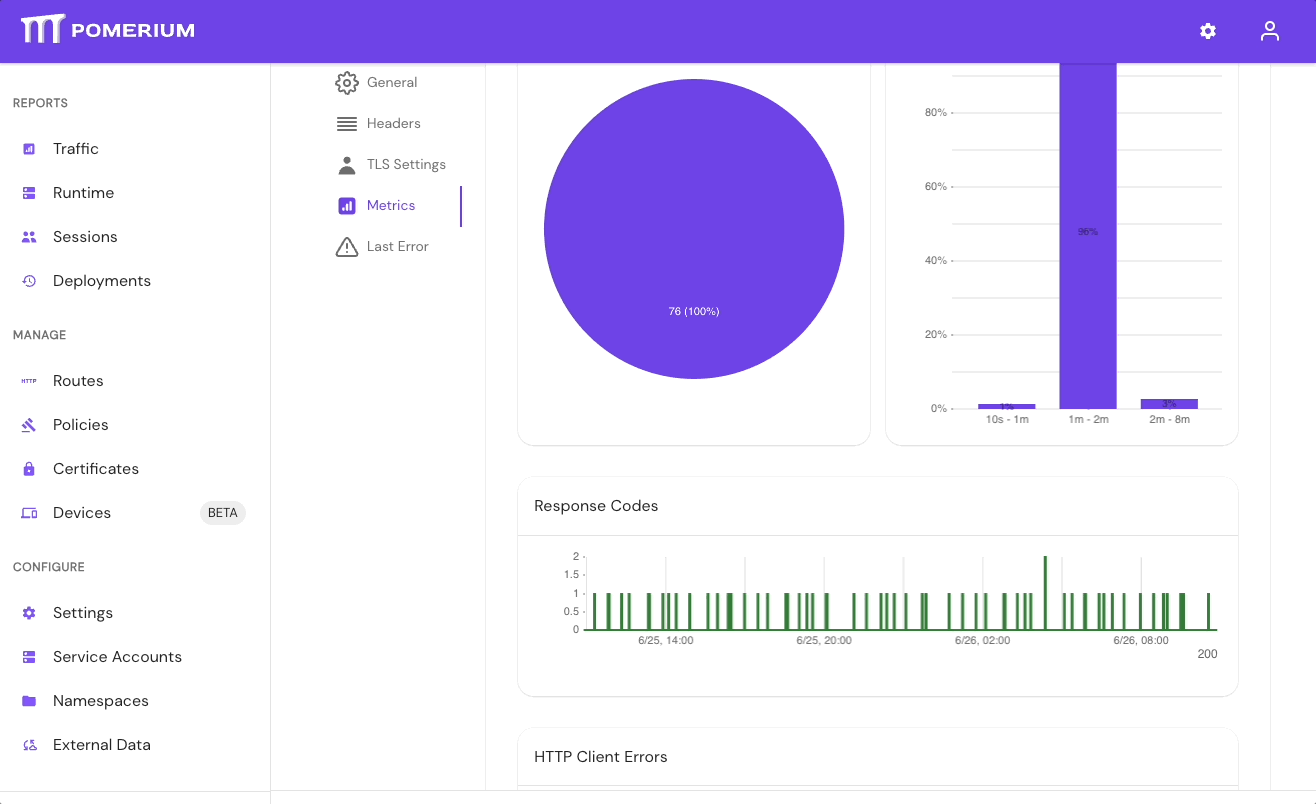 POMERIUM
REPORTS
Traffic
Runtime
Sessions
Deployments
MANAGE
HTTP Routes
Policies
Certificates
Devices BETA
CONFIGURE
Settings
Service Accounts
Namespaces
External Data
General
Headers
TLS Settings
Metrics
Last Error
76 (100%)
80%
60%
40%
20%
0%
96%
1%
3%
10s - 1m 1m - 2m 2m - 8m
Response Codes
2
1.5
1
0.5
0
6/25, 14:00 6/25, 20:00 6/26, 02:00 6/26, 08:00
200
HTTP Client Errors